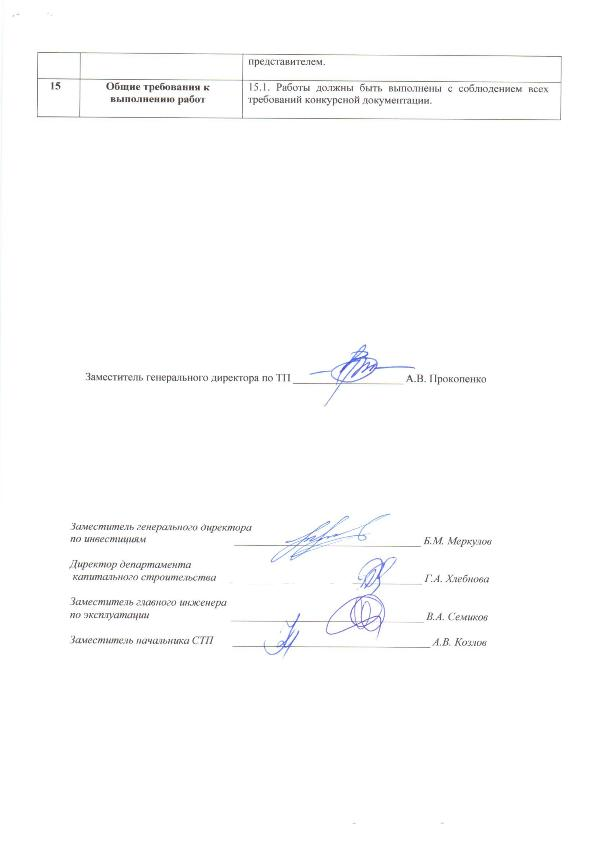 представителем.
15 Общие требования к выполнению работ 15.1. Работы должны быть выполнены с соблюдением всех
требований конкурсной документации.
Заместитель генерального директора по ТП А.В. Прокопенко
Заместитель генерального директора
по инвестициям Б.М. Меркулов
Директор департамента
капитального строительства Г.А. Хлебнова
Заместитель главного инженера
по эксплуатации В.А. Семиков
Заместитель начальника СТП А.В. Козлов